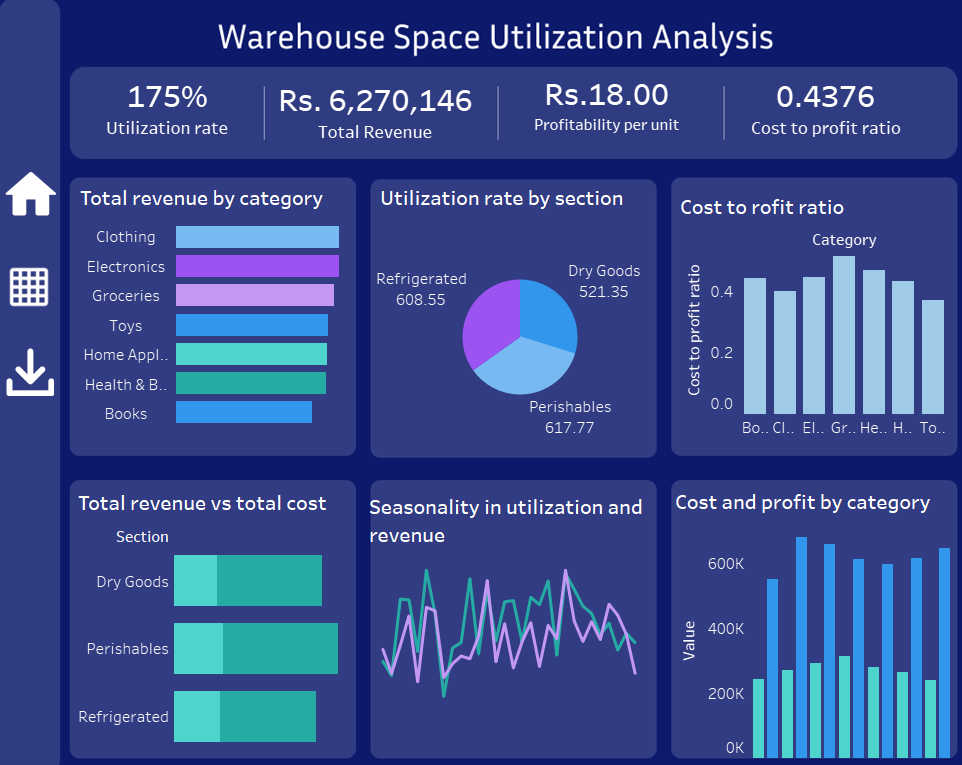 Warehouse Space Utilization Analysis
175%
Utilization rate
Rs. 6,270,146
Total Revenue
Rs.18.00
Profitability per unit
0.4376
Cost to profit ratio
Total revenue by category
Clothing
Electronics
Groceries
Toys
Home Appl..
Health & B..
Books
Utilization rate by section
Refrigerated
608.55
Dry Goods
521.35
Perishables
617.77
Cost to rofit ratio
Category
Cost to profit ratio
0.4
0.2
0.0
Bo.. Cl.. El.. Gr.. He.. H.. To..
Total revenue vs total cost
Section
Dry Goods
Perishables
Refrigerated
Seasonality in utilization and
revenue
Cost and profit by category
Value
600K
400K
200K
0K